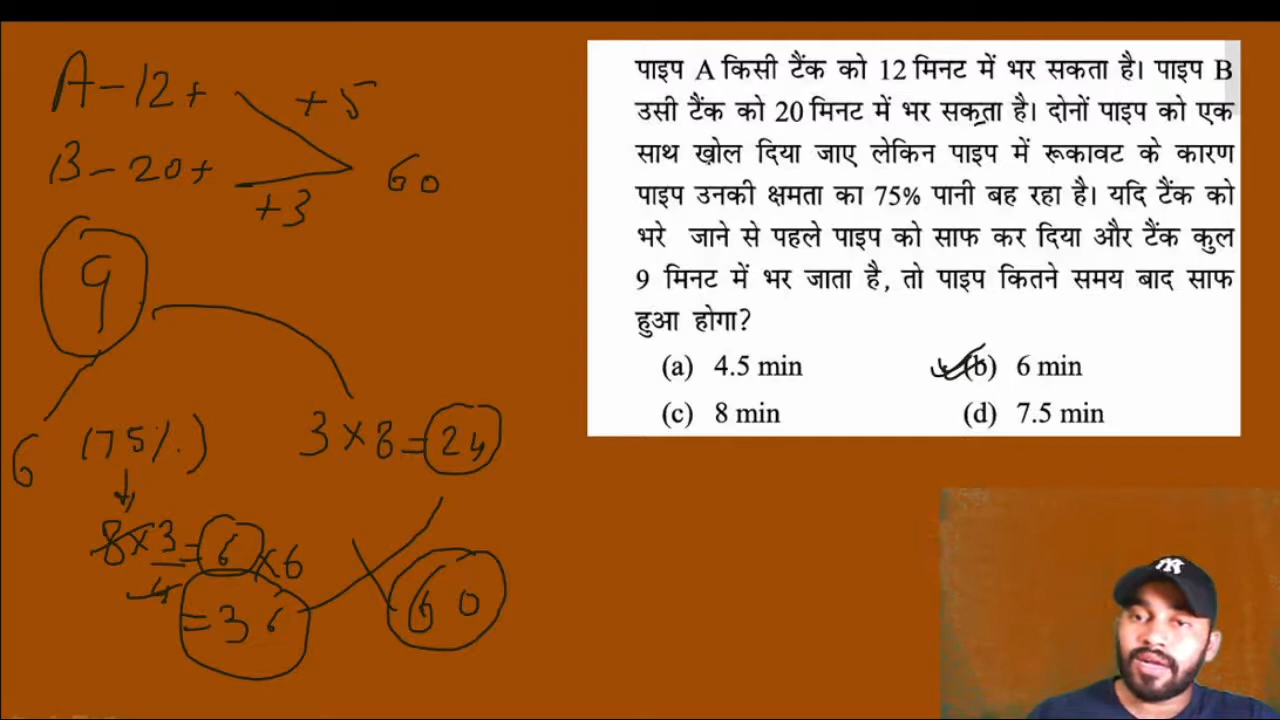 A - 12 +
+5
B - 20 +
60
+3
9
6 (75%.)
3 × 8 = 24
8 × 3 = 6 × 6
4
= 36
60
पाइप A किसी टैंक को 12 मिनट में भर सकता है। पाइप B
उसी टैंक को 20 मिनट में भर सकता है। दोनों पाइप को एक
साथ खोल दिया जाए लेकिन पाइप में रूकावट के कारण
पाइप उनकी क्षमता का 75% पानी बह रहा है। यदि टैंक को
भरे जाने से पहले पाइप को साफ कर दिया और टैंक कुल
9 मिनट में भर जाता है, तो पाइप कितने समय बाद साफ
हुआ होगा?
(a) 4.5 min (b) 6 min
(c) 8 min (d) 7.5 min
NY